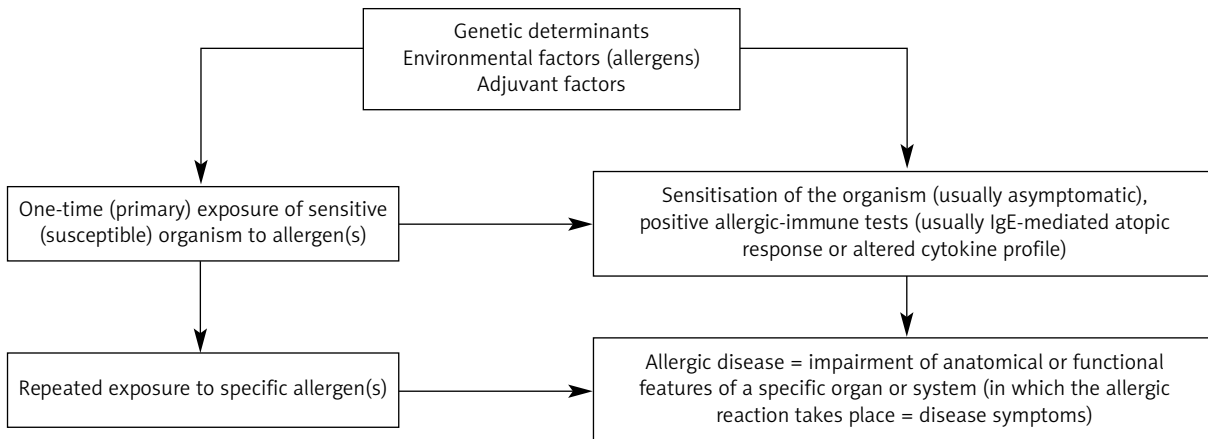 Genetic determinants
Environmental factors (allergens)
Adjuvant factors
One-time (primary) exposure of sensitive
(susceptible) organism to allergen(s)
Sensitisation of the organism (usually asymptomatic),
positive allergic-immune tests (usually IgE-mediated atopic
response or altered cytokine profile)
Repeated exposure to specific allergen(s)
Allergic disease = impairment of anatomical or functional
features of a specific organ or system (in which the allergic
reaction takes place = disease symptoms)